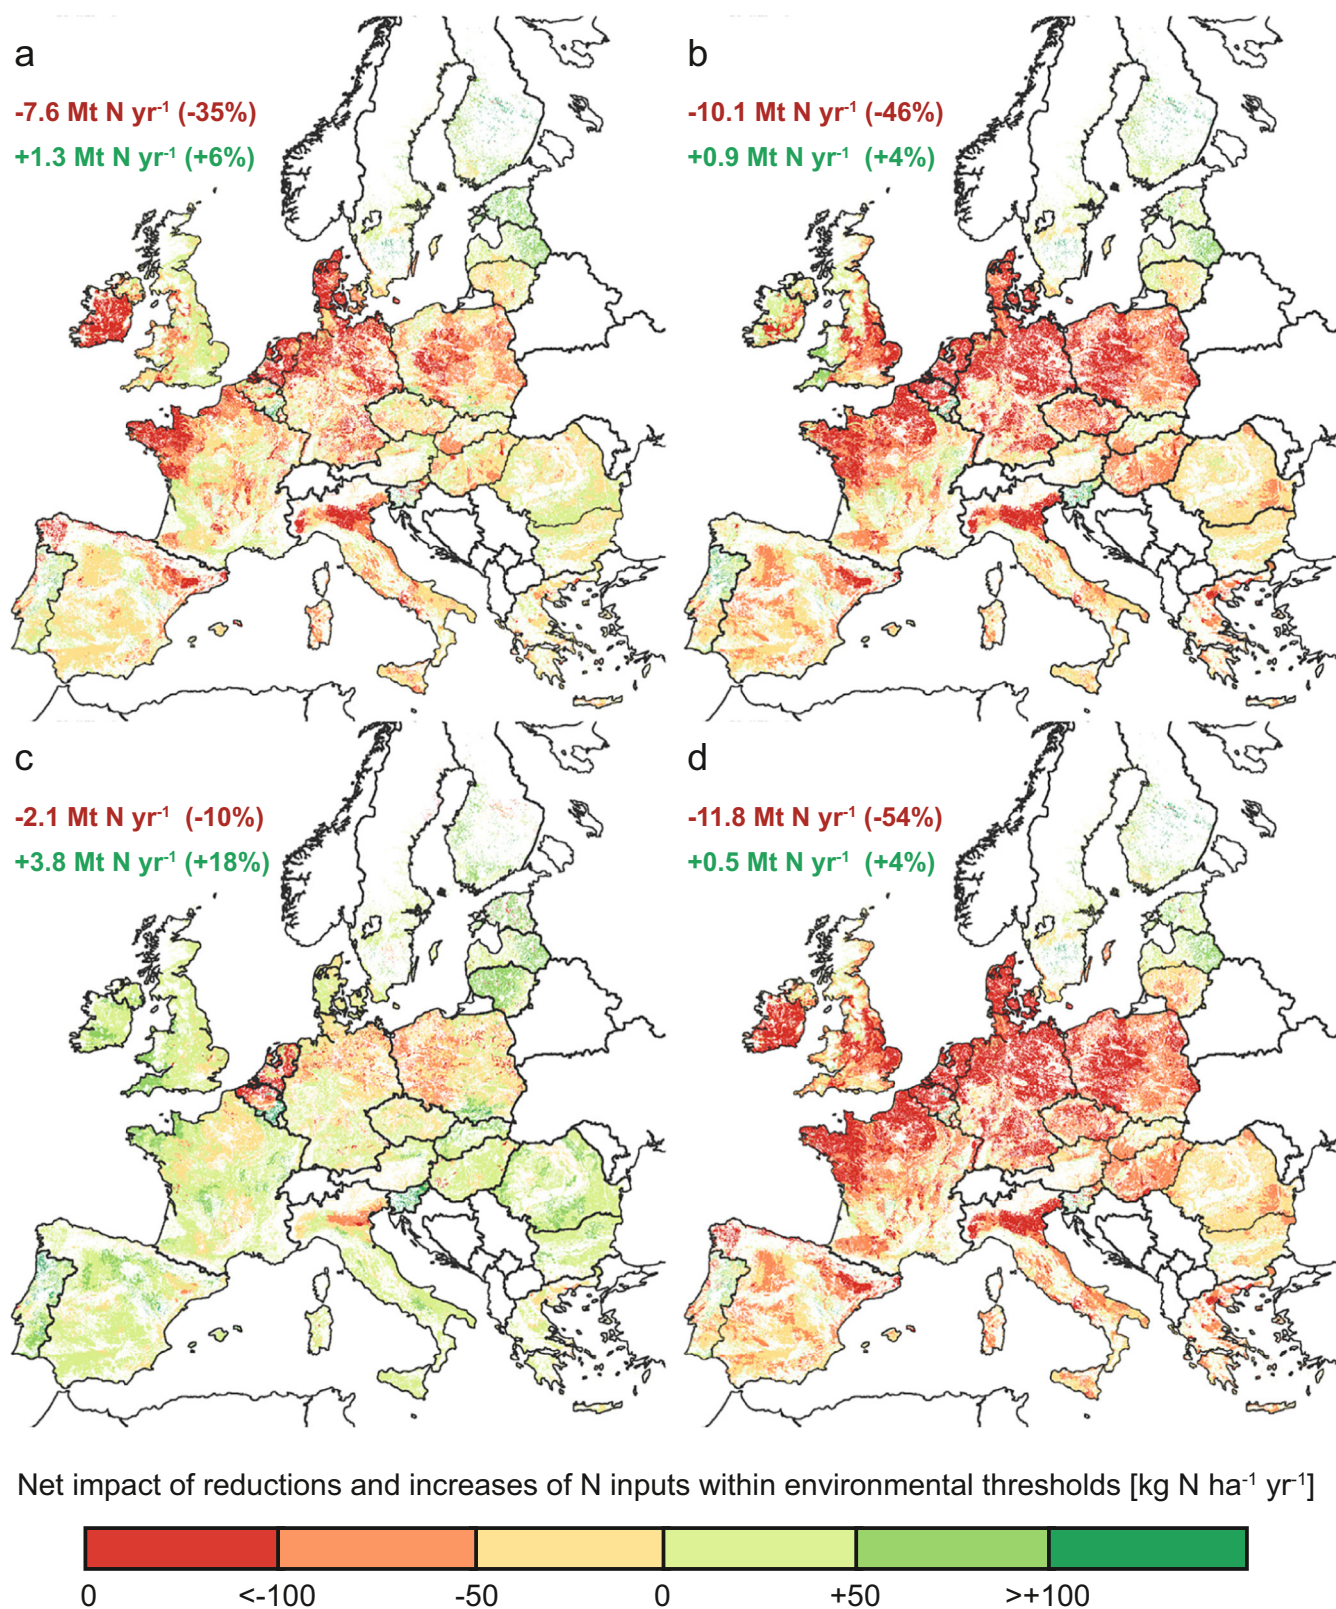 a
-7.6 Mt N yr⁻¹ (-35%)
+1.3 Mt N yr⁻¹ (+6%)
b
-10.1 Mt N yr⁻¹ (-46%)
+0.9 Mt N yr⁻¹ (+4%)
c
-2.1 Mt N yr⁻¹ (-10%)
+3.8 Mt N yr⁻¹ (+18%)
d
-11.8 Mt N yr⁻¹ (-54%)
+0.5 Mt N yr⁻¹ (+4%)
Net impact of reductions and increases of N inputs within environmental thresholds [kg N ha⁻¹ yr⁻¹]
0 <-100 -50 0 +50 >+100